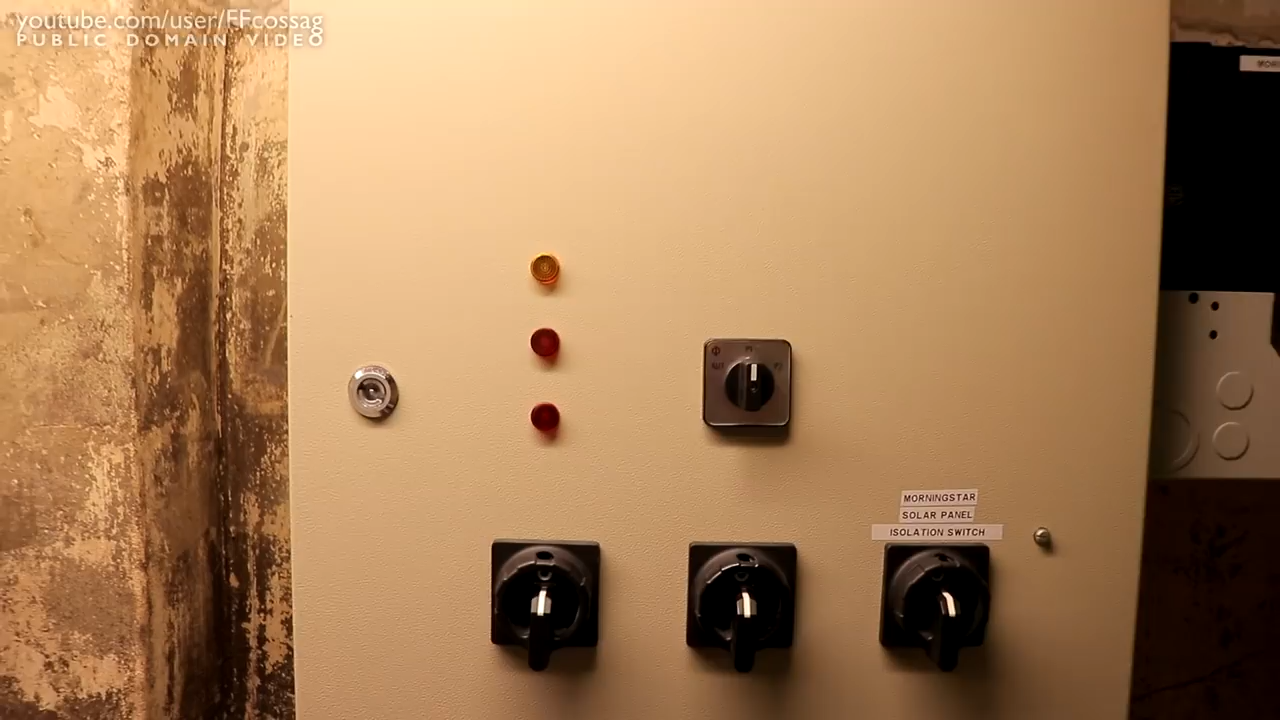 youtube.com/user/FFcossag
PUBLIC DOMAIN VIDEO
MORNINGSTAR
SOLAR PANEL
ISOLATION SWITCH